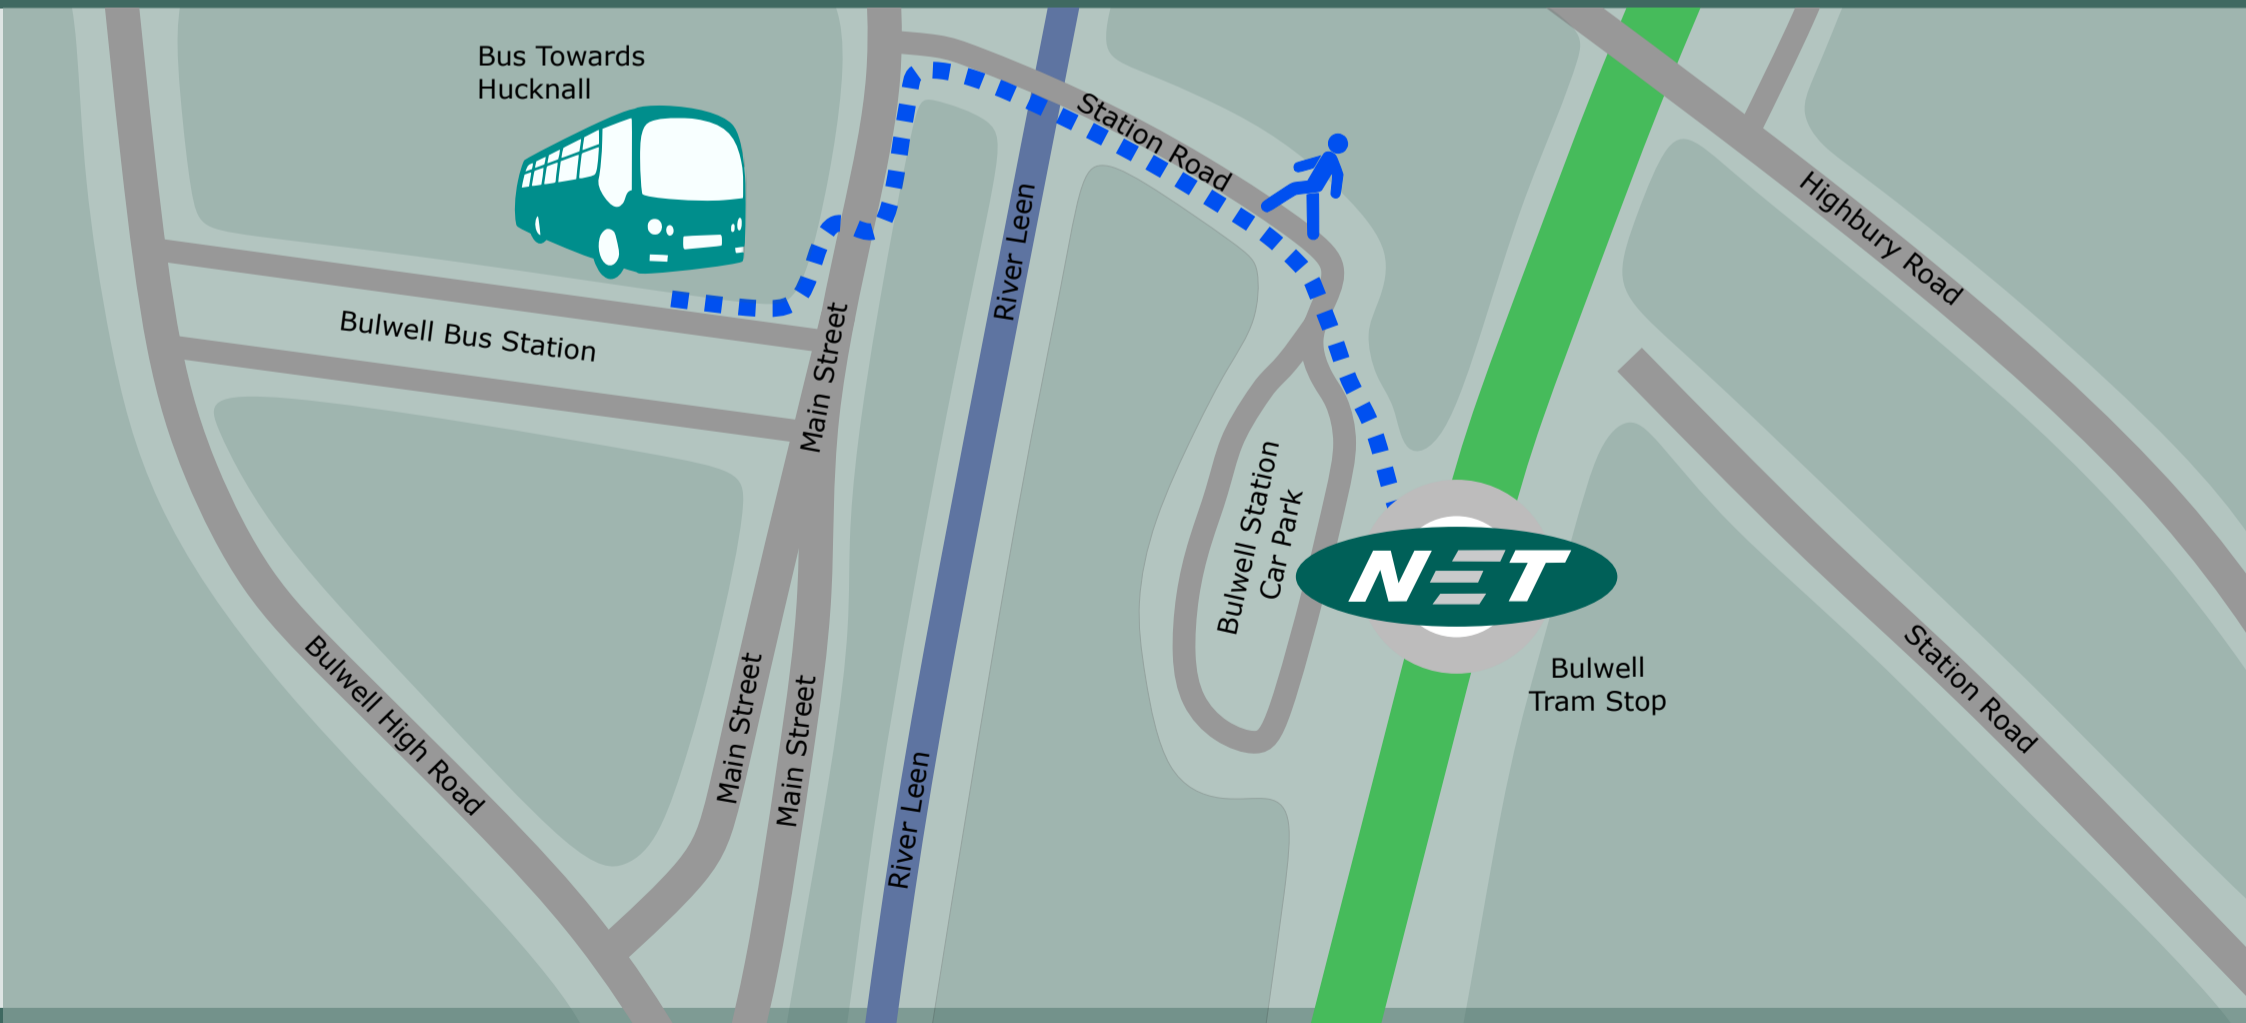 Bus Towards
Hucknall
Station Road
Highbury Road
River Leen
Bulwell Bus Station
Main Street
Bulwell Station
Car Park
NET
Bulwell High Road
Main Street
Main Street
River Leen
Bulwell
Tram Stop
Station Road